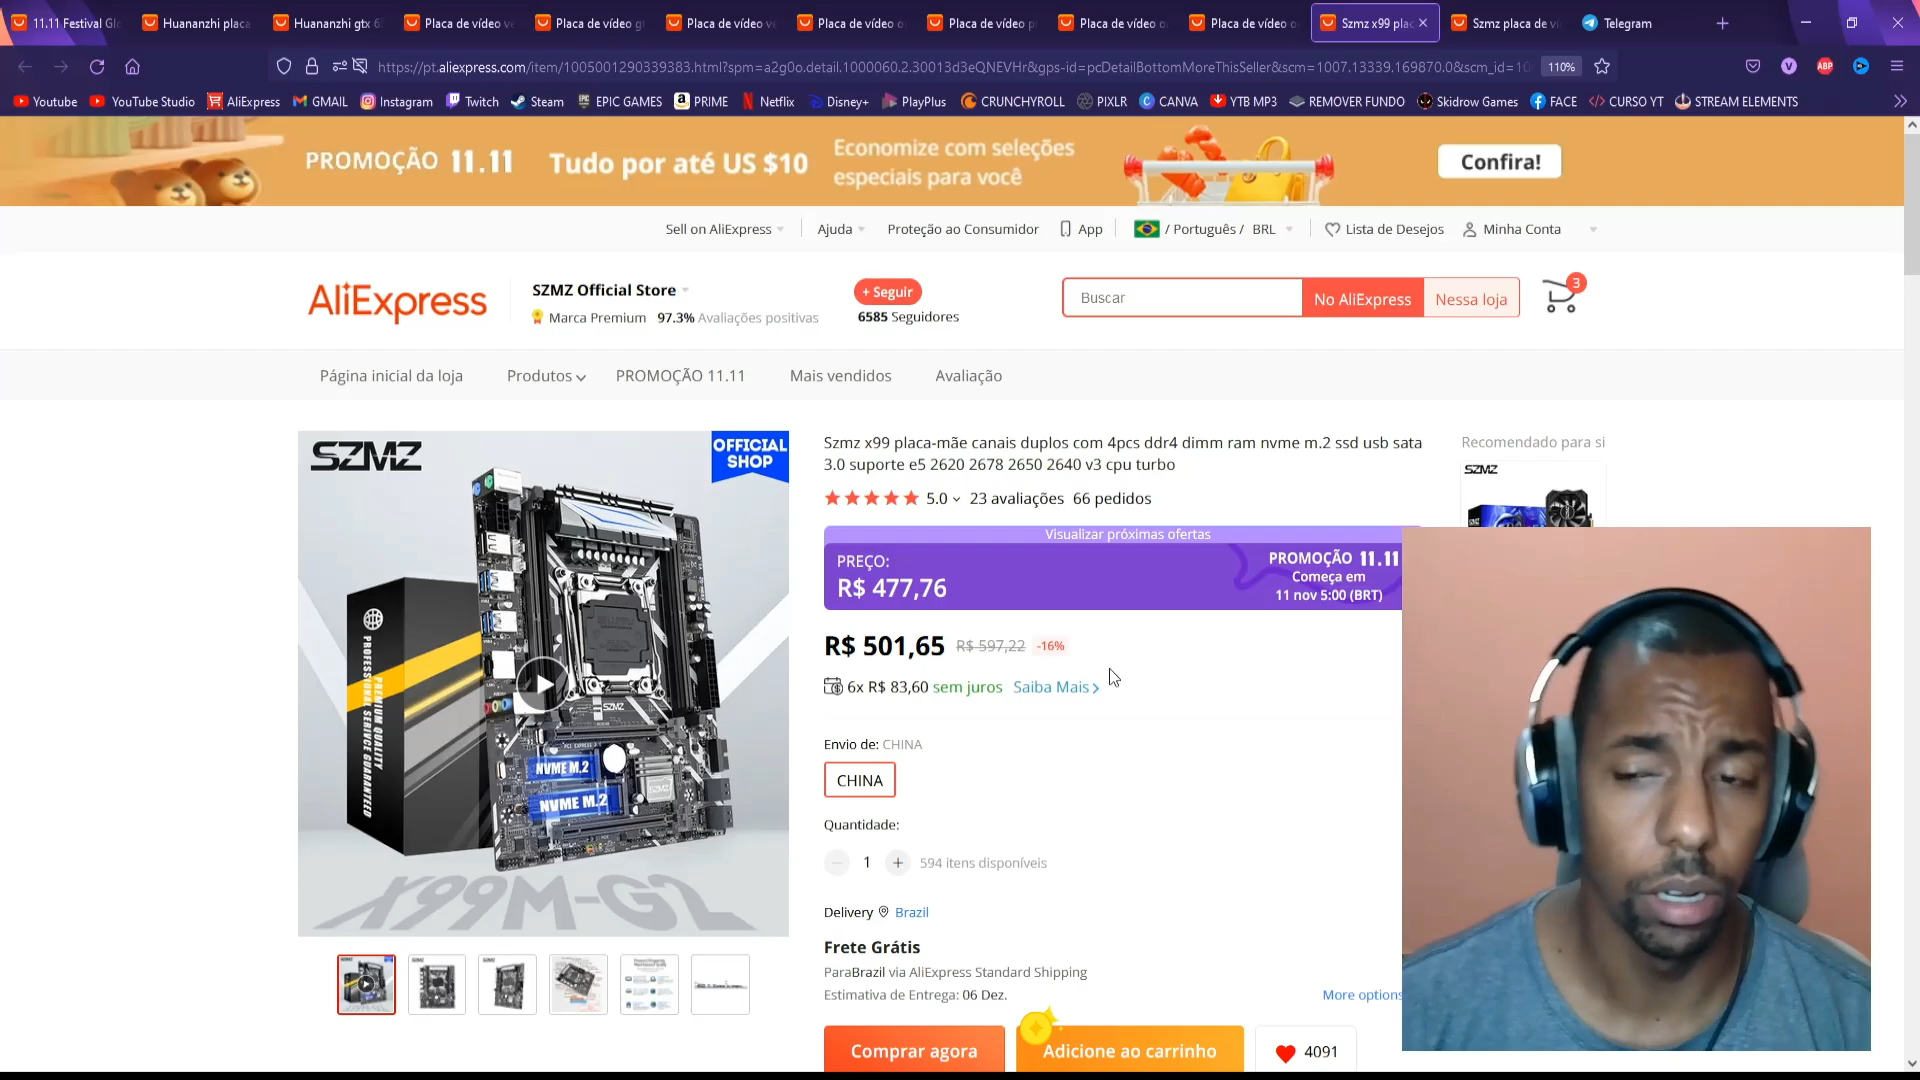 11.11 Festival Glo
Huananzhi placa
Huananzhi gtx 6
Placa de vídeo ve
Placa de vídeo gt
Placa de vídeo ve
Placa de vídeo o
Placa de vídeo p
Placa de vídeo o
Placa de vídeo o
Szmz x99 plac
Szmz placa de ví
Telegram
https://pt.aliexpress.com/item/1005001290339383.html?spm=a2g0o.detail.1000060.2.30013d3eQNEVHr&gps-id=pcDetailBottomMoreThisSeller&scm=1007.13339.169870.0&scm_id=10
110%
V
ABP
Youtube
YouTube Studio
AliExpress
GMAIL
Instagram
Twitch
Steam
EPIC GAMES
PRIME
Netflix
Disney+
PlayPlus
CRUNCHYROLL
PIXLR
CANVA
YTB MP3
REMOVER FUNDO
Skidrow Games
FACE
CURSO YT
STREAM ELEMENTS
PROMOÇÃO 11.11
Tudo por até US $10
Economize com seleções
especiais para você
Confira!
Sell on AliExpress
Ajuda
Proteção ao Consumidor
App
/ Português / BRL
Lista de Desejos
Minha Conta
AliExpress
SZMZ Official Store
Marca Premium 97.3% Avaliações positivas
+ Seguir
6585 Seguidores
Buscar
No AliExpress
Nessa loja
3
Página inicial da loja
Produtos
PROMOÇÃO 11.11
Mais vendidos
Avaliação
SZMZ
OFFICIAL
SHOP
PROFESSIONAL SERINCE GUARANTEED
PREMIUM QUALITY
SZMZ
NVME M.2
NVME M.2
SZMZ
X99M-G2
Szmz x99 placa-mãe canais duplos com 4pcs ddr4 dimm ram nvme m.2 ssd usb sata
3.0 suporte e5 2620 2678 2650 2640 v3 cpu turbo
5.0 23 avaliações 66 pedidos
Visualizar próximas ofertas
PREÇO:
R$ 477,76
PROMOÇÃO 11.11
Começa em
11 nov 5:00 (BRT)
R$ 501,65 R$ 597,22 -16%
6x R$ 83,60 sem juros Saiba Mais
Envio de: CHINA
CHINA
Quantidade:
1
594 itens disponíveis
Delivery Brazil
Frete Grátis
ParaBrazil via AliExpress Standard Shipping
Estimativa de Entrega: 06 Dez.
More options
Comprar agora
Adicione ao carrinho
4091
Recomendado para si
SZMZ